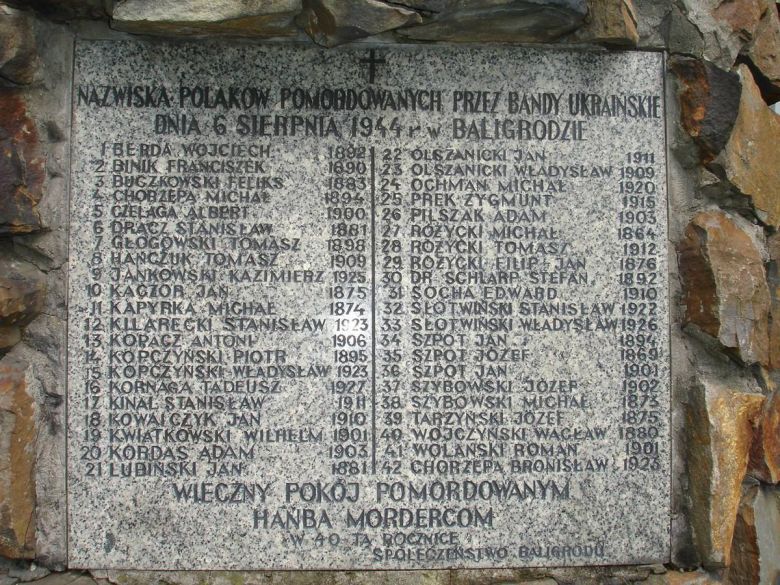 NAZWISKA POLAKÓW POMORDOWANYCH PRZEZ BANDY UKRAIŃSKIE
DNIA 6 SIERPNIA 1944 r. w BALIGRODZIE
1 BERDA WOJCIECH 1892
2 BINIK FRANCISZEK 1890
3 BUCZKOWSKI FELIKS 1883
4 CHORZEPA MICHAŁ 1894
5 CZELAGA ALBERT 1900
6 DRACZ STANISŁAW 1881
7 GŁOGOWSKI TOMASZ 1898
8 HAŃCZUK TOMASZ 1909
9 JANKOWSKI KAZIMIERZ 1925
10 KACZOR JAN 1875
11 KAPYRKA MICHAŁ 1874
12 KILARECKI STANISŁAW 1923
13 KOPACZ ANTONI 1906
14 KOPCZYŃSKI PIOTR 1895
15 KOPCZYŃSKI WŁADYSŁAW 1923
16 KORNAGA TADEUSZ 1927
17 KINAL STANISŁAW 1911
18 KOWALCZYK JAN 1910
19 KWIATKOWSKI WILHELM 1901
20 KORDAS ADAM 1903
21 LUBIŃSKI JAN 1881
22 OLSZANICKI JAN 1911
23 OLSZANICKI WŁADYSŁAW 1909
24 OCHMAN MICHAŁ 1920
25 PREK ZYGMUNT 1915
26 PILSZAK ADAM 1903
27 RÓŻYCKI MICHAŁ 1864
28 RÓŻYCKI TOMASZ 1912
29 RÓŻYCKI FILIP JAN 1876
30 DR. SCHLARP STEFAN 1892
31 SOCHA EDWARD 1910
32 SŁOTWIŃSKI STANISŁAW 1922
33 SŁOTWIŃSKI WŁADYSŁAW 1926
34 SZPOT JAN 1894
35 SZPOT JÓZEF 1869
36 SZPOT JAN 1901
37 SZYBOWSKI JÓZEF 1902
38 SZYBOWSKI MICHAŁ 1873
39 TARZYŃSKI JÓZEF 1875
40 WÓJCZYŃSKI WACŁAW 1880
41 WOLAŃSKI ROMAN 1901
42 CHORZEPA BRONISŁAW 1923
WIECZNY POKÓJ POMORDOWANYM
HAŃBA MORDERCOM
W 40 TĄ ROCZNICĘ
SPOŁECZEŃSTWO BALIGRODU